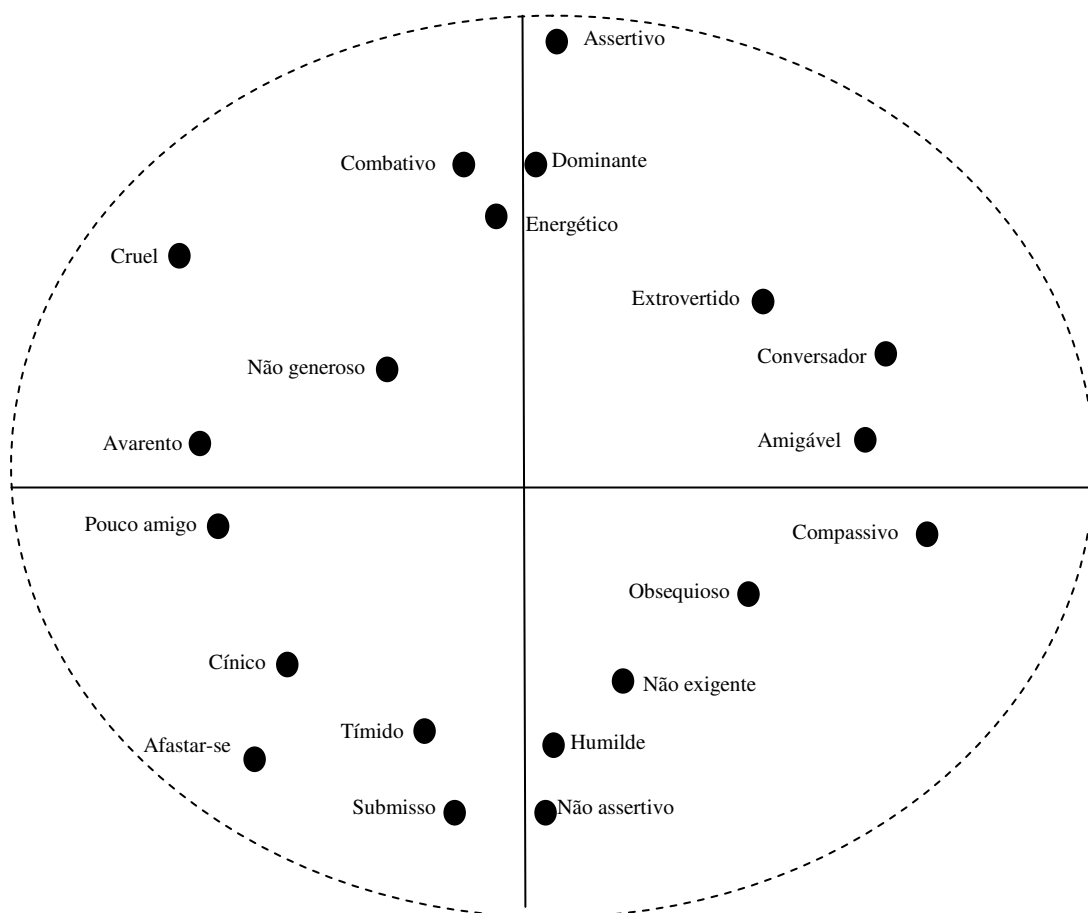 Assertivo
Combativo
Dominante
Energético
Cruel
Extrovertido
Conversador
Não generoso
Avarento
Amigável
Pouco amigo
Compassivo
Obsequioso
Cínico
Não exigente
Tímido
Humilde
Afastar-se
Submisso
Não assertivo